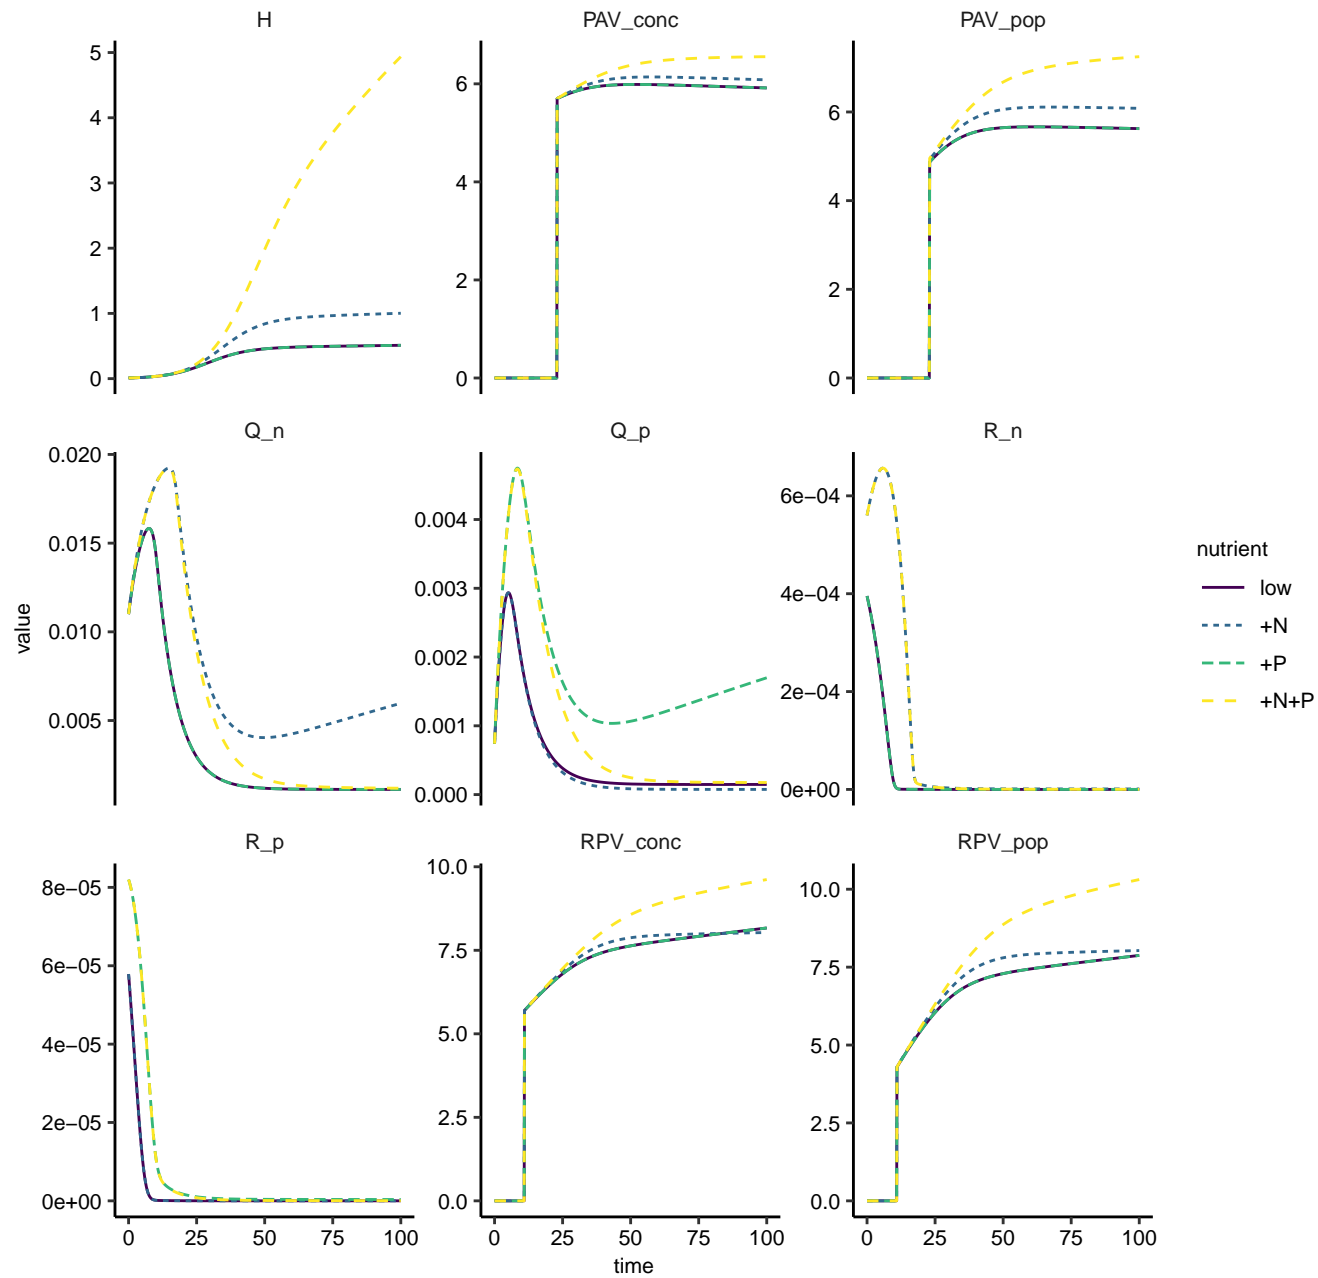 H
PAV_conc
PAV_pop
5
4
3
2
1
0
6
4
2
0
6
4
2
0
Q_n
Q_p
R_n
0.020
0.015
0.010
0.005
0.004
0.003
0.002
0.001
0.000
6e−04
4e−04
2e−04
0e+00
R_p
RPV_conc
RPV_pop
8e−05
6e−05
4e−05
2e−05
0e+00
10.0
7.5
5.0
2.5
0.0
10.0
7.5
5.0
2.5
0.0
0 25 50 75 100
0 25 50 75 100
0 25 50 75 100
time
value
nutrient
low
+N
+P
+N+P